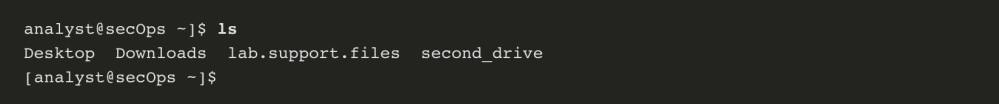 analyst@secOps ~]$ ls
Desktop  Downloads  lab.support.files  second_drive
[analyst@secOps ~]$